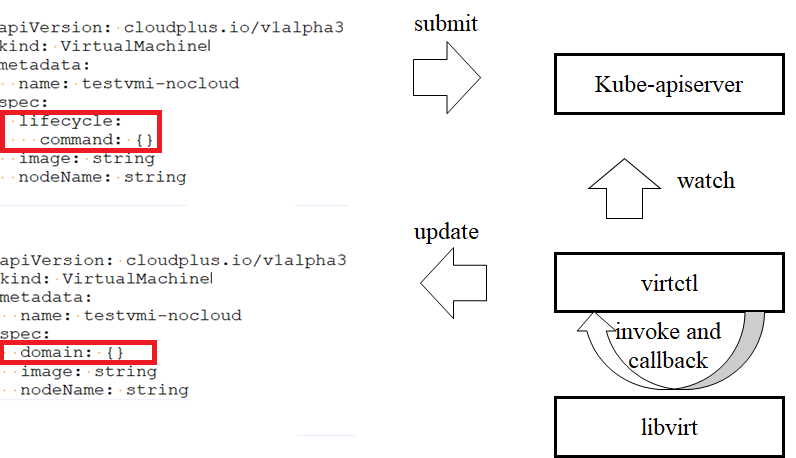 apiVersion: cloudplus.io/v1alpha3
kind: VirtualMachine
metadata:
name: testvmi-nocloud
spec:
lifecycle:
command: {}
image: string
nodeName: string
submit
Kube-apiserver
watch
update
apiVersion: cloudplus.io/v1alpha3
kind: VirtualMachine
metadata:
name: testvmi-nocloud
spec:
domain: {}
image: string
nodeName: string
virtctl
invoke and
callback
libvirt